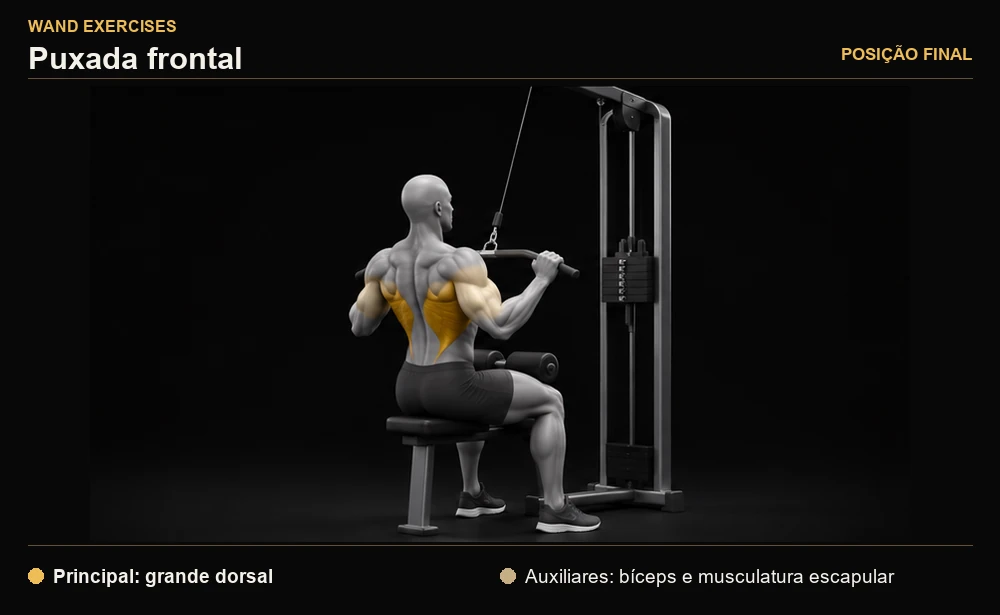 WAND EXERCISES
Puxada frontal
POSIÇÃO FINAL
Principal: grande dorsal
Auxiliares: bíceps e musculatura escapular